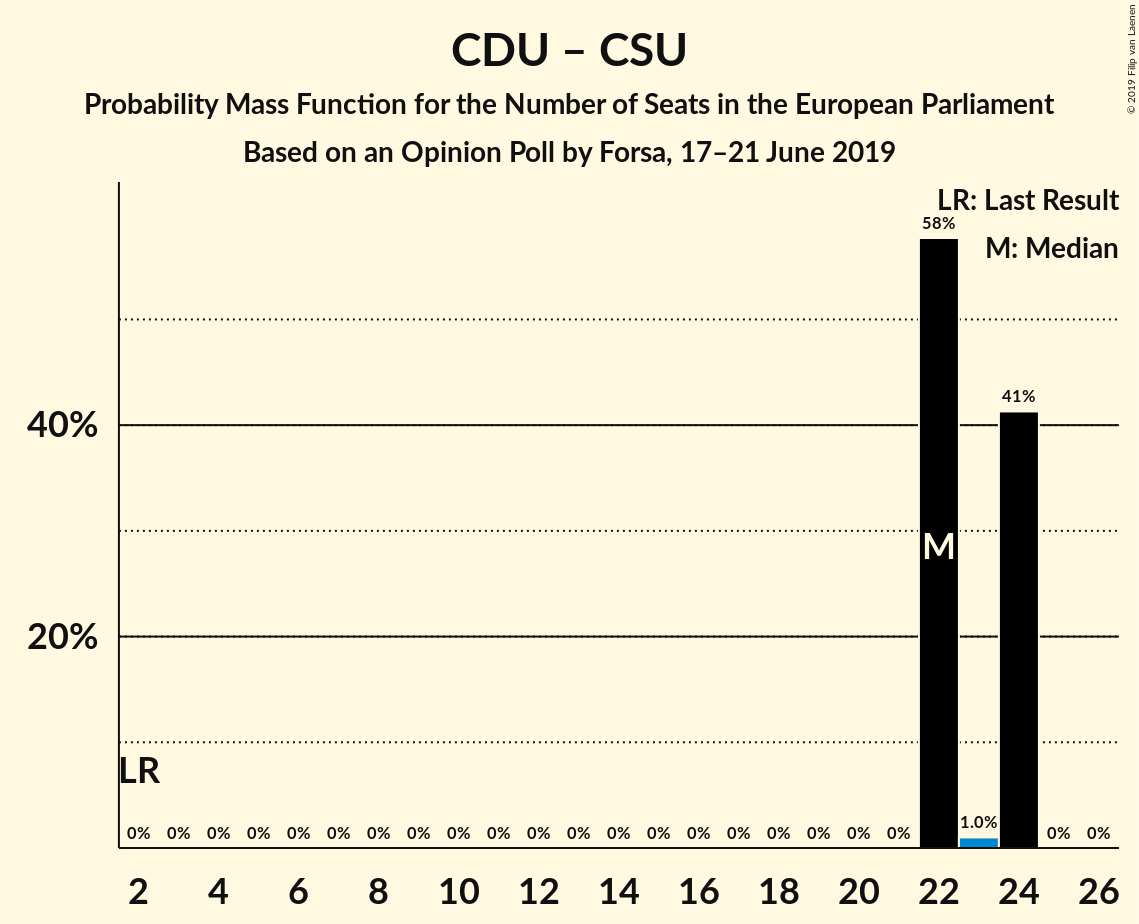 CDU – CSU
Probability Mass Function for the Number of Seats in the European Parliament
Based on an Opinion Poll by Forsa, 17–21 June 2019
© 2019 Filip van Laenen
LR: Last Result
M: Median
58%
41%
40%
M
20%
LR
0% 0% 0% 0% 0% 0% 0% 0% 0% 0% 0% 0% 0% 0% 0% 0% 0% 0% 0% 0% 1.0% 0% 0%
2 4 6 8 10 12 14 16 18 20 22 24 26